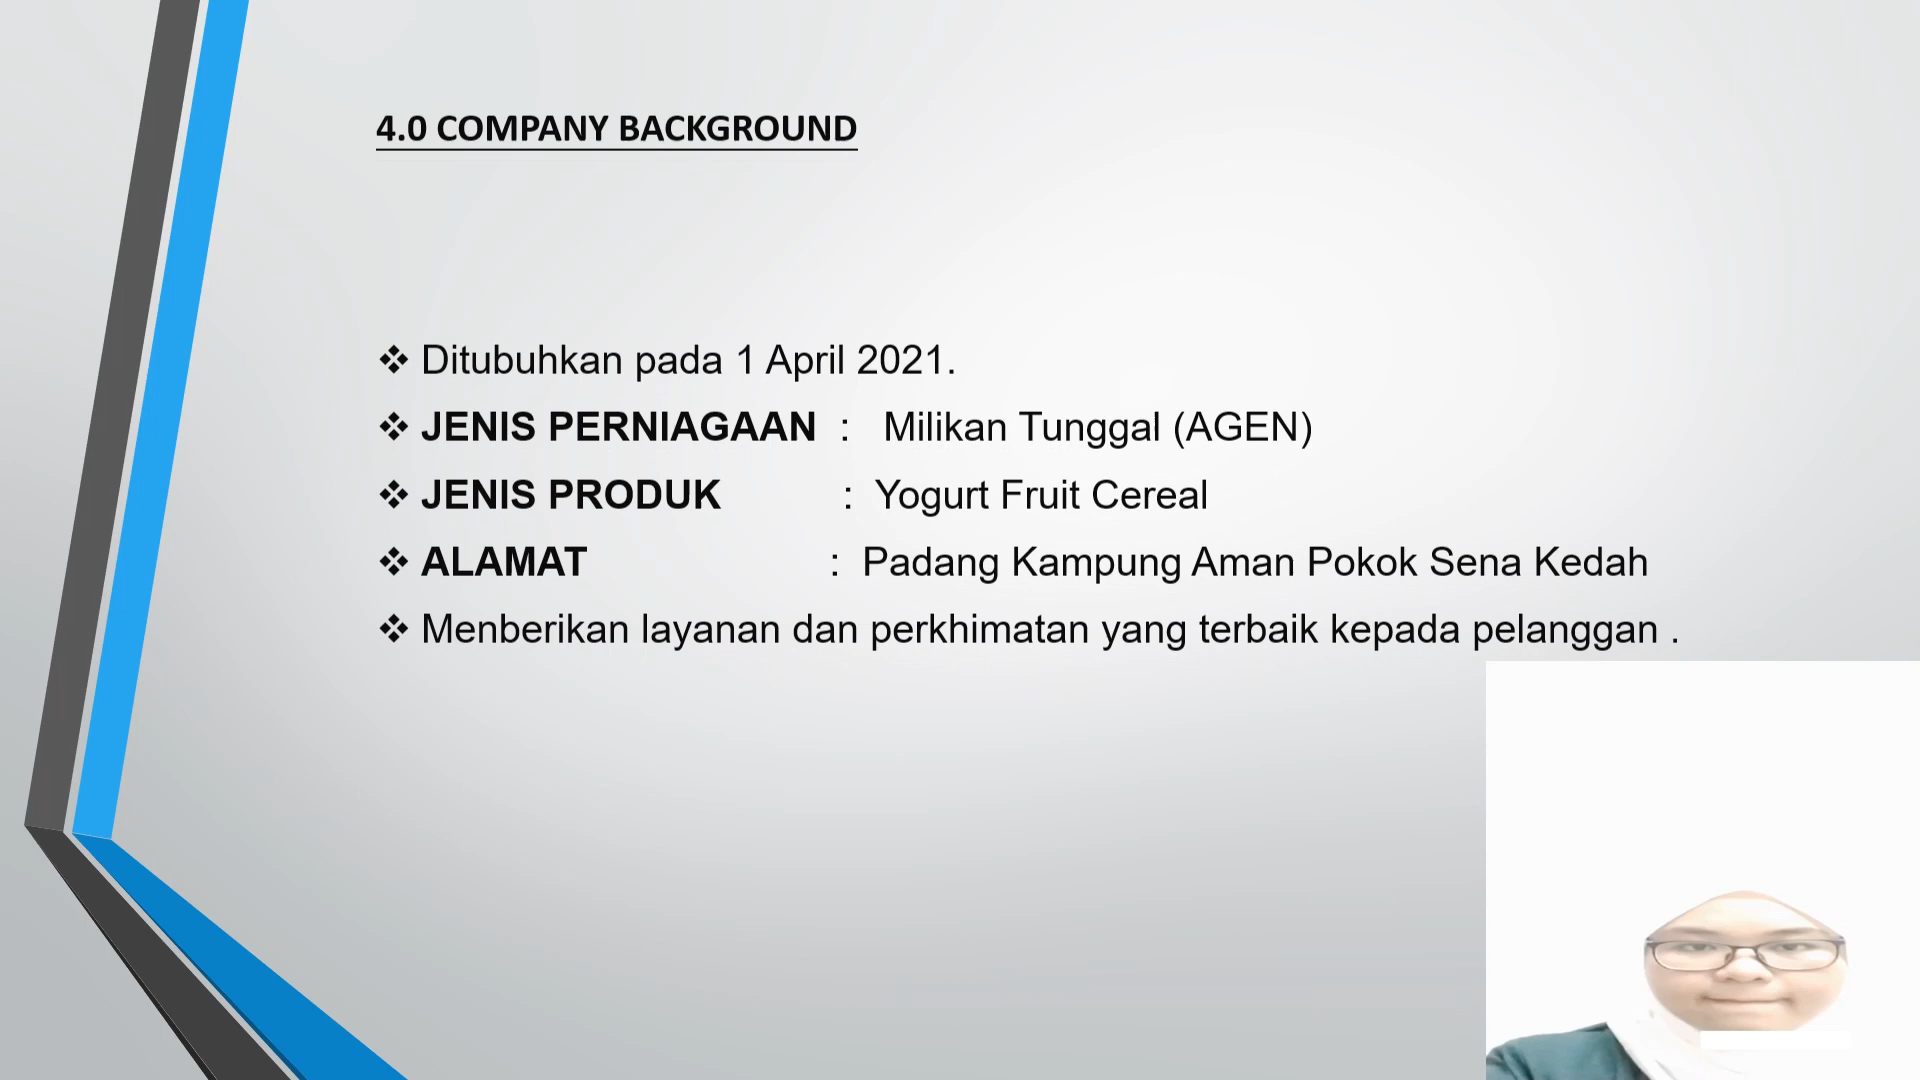 4.0 COMPANY BACKGROUND
Ditubuhkan pada 1 April 2021.
JENIS PERNIAGAAN : Milikan Tunggal (AGEN)
JENIS PRODUK : Yogurt Fruit Cereal
ALAMAT : Padang Kampung Aman Pokok Sena Kedah
Menberikan layanan dan perkhimatan yang terbaik kepada pelanggan .